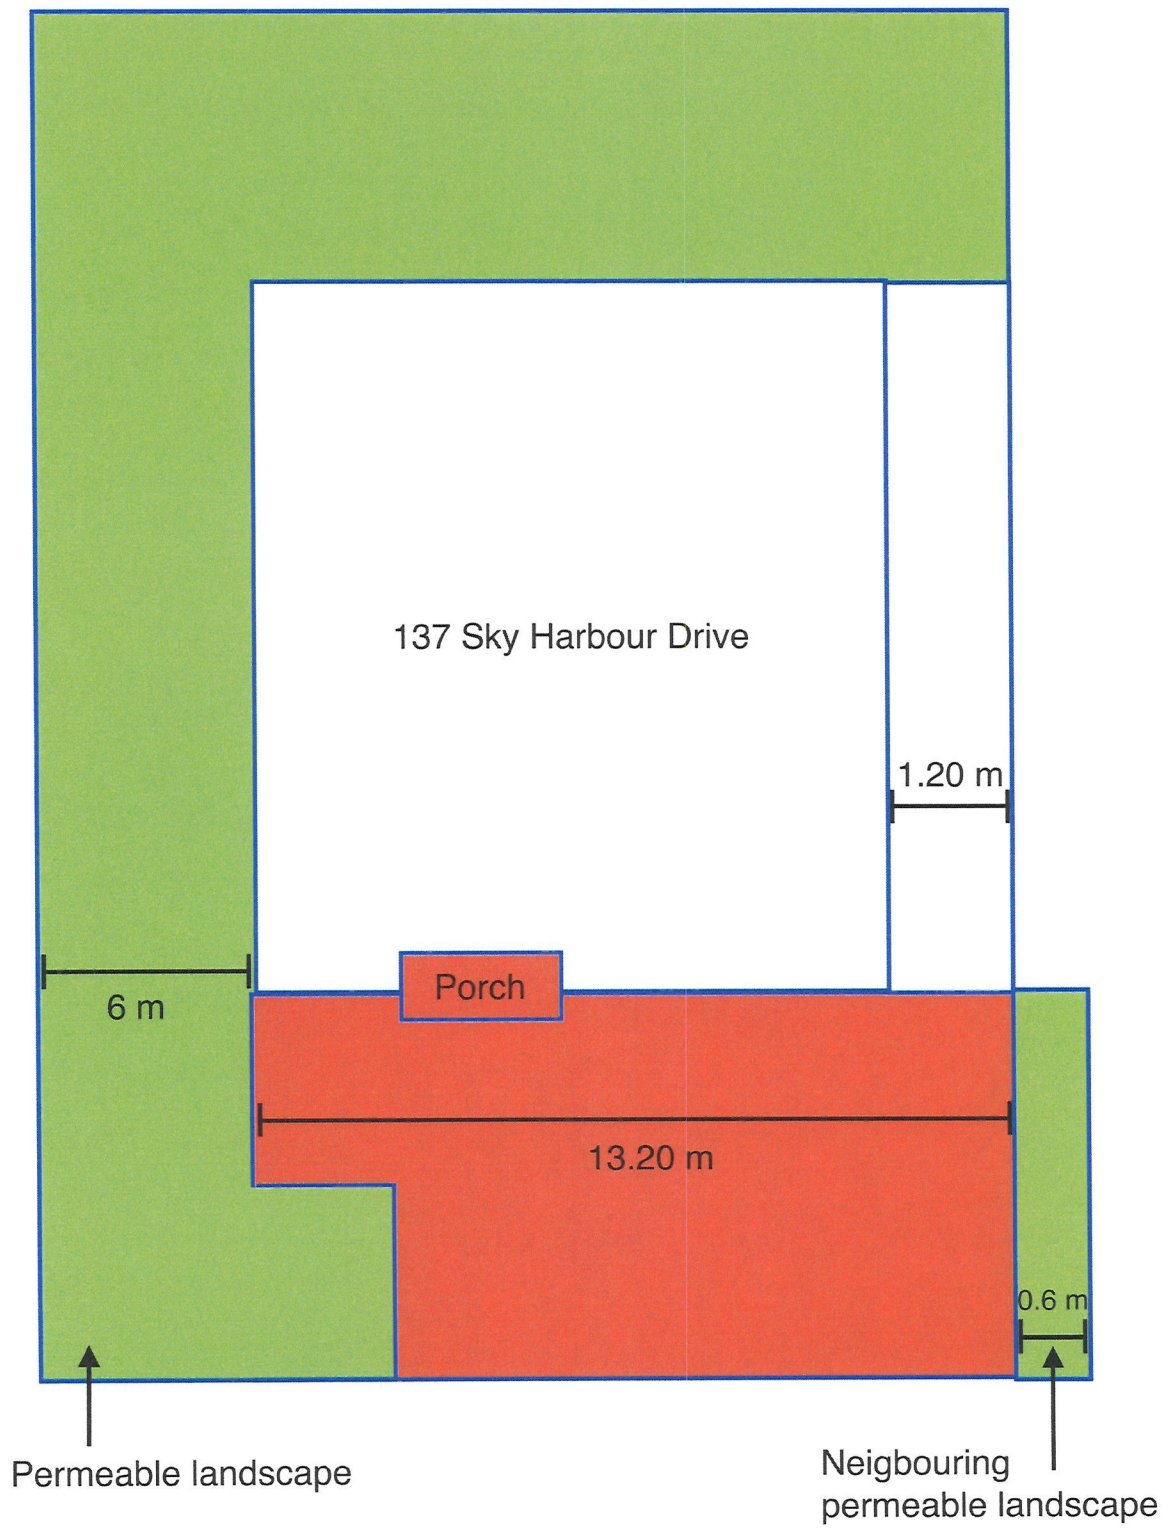 137 Sky Harbour Drive
1.20 m
Porch
6 m
13.20 m
0.6 m
Permeable landscape
Neigbouring
permeable landscape